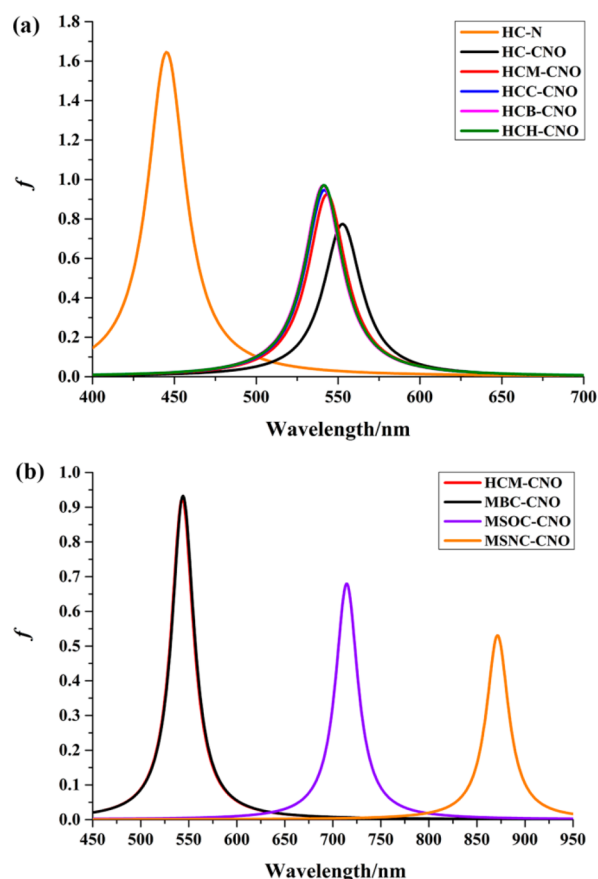 (a)
1.8
1.6
1.4
1.2
1.0
0.8
0.6
0.4
0.2
0.0
f
HC-N
HC-CNO
HCM-CNO
HCC-CNO
HCB-CNO
HCH-CNO
400 450 500 550 600 650 700
Wavelength/nm
(b)
1.0
0.9
0.8
0.7
0.6
0.5
0.4
0.3
0.2
0.1
0.0
f
HCM-CNO
MBC-CNO
MSOC-CNO
MSNC-CNO
450 500 550 600 650 700 750 800 850 900 950
Wavelength/nm